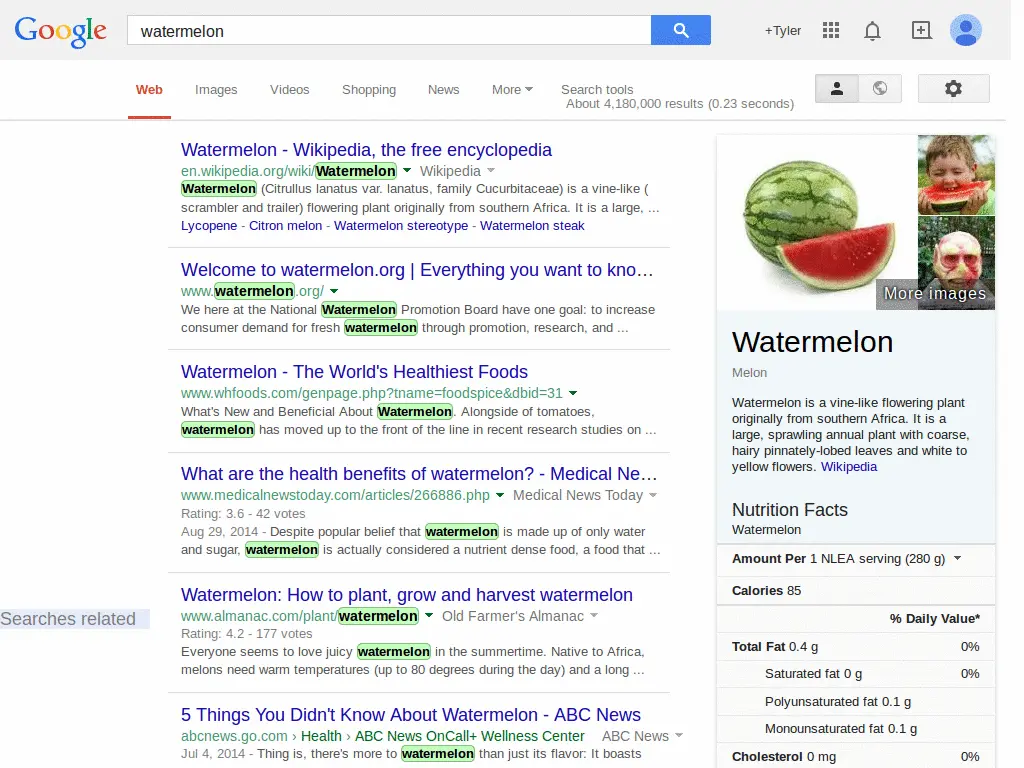 Google
watermelon
+Tyler
Web Images Videos Shopping News More Search tools
About 4,180,000 results (0.23 seconds)
Watermelon - Wikipedia, the free encyclopedia
en.wikipedia.org/wiki/Watermelon Wikipedia
Watermelon (Citrullus lanatus var. lanatus, family Cucurbitaceae) is a vine-like (
scrambler and trailer) flowering plant originally from southern Africa. It is a large, ...
Lycopene - Citron melon - Watermelon stereotype - Watermelon steak
Welcome to watermelon.org | Everything you want to kno...
www.watermelon.org/
We here at the National Watermelon Promotion Board have one goal: to increase
consumer demand for fresh watermelon through promotion, research, and ...
Watermelon - The World's Healthiest Foods
www.whfoods.com/genpage.php?tname=foodspice&dbid=31
What's New and Beneficial About Watermelon. Alongside of tomatoes,
watermelon has moved up to the front of the line in recent research studies on ...
What are the health benefits of watermelon? - Medical Ne...
www.medicalnewstoday.com/articles/266886.php Medical News Today
Rating: 3.6 - 42 votes
Aug 29, 2014 - Despite popular belief that watermelon is made up of only water
and sugar, watermelon is actually considered a nutrient dense food, a food that ...
Watermelon: How to plant, grow and harvest watermelon
www.almanac.com/plant/watermelon Old Farmer's Almanac
Rating: 4.2 - 177 votes
Everyone seems to love juicy watermelon in the summertime. Native to Africa,
melons need warm temperatures (up to 80 degrees during the day) and a long ...
Searches related
5 Things You Didn't Know About Watermelon - ABC News
abcnews.go.com › Health › ABC News OnCall+ Wellness Center ABC News
Jul 4, 2014 - Thing is, there's more to watermelon than just its flavor: It boasts
More images
Watermelon
Melon
Watermelon is a vine-like flowering plant
originally from southern Africa. It is a
large, sprawling annual plant with coarse,
hairy pinnately-lobed leaves and white to
yellow flowers. Wikipedia
Nutrition Facts
Watermelon
Amount Per 1 NLEA serving (280 g)
Calories 85
% Daily Value*
Total Fat 0.4 g 0%
Saturated fat 0 g 0%
Polyunsaturated fat 0.1 g
Monounsaturated fat 0.1 g
Cholesterol 0 mg 0%